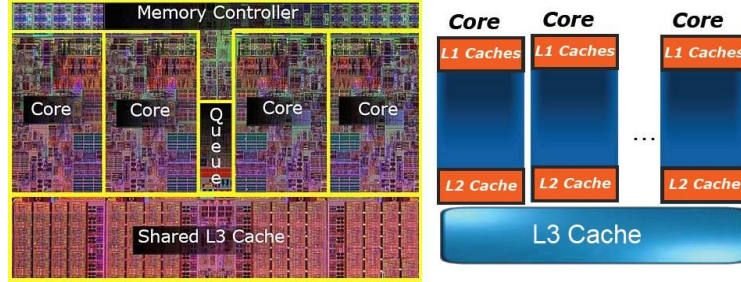 Memory Controller
Core
Core
Queue
Core
Core
Shared L3 Cache
Core
Core
Core
L1 Caches
L1 Caches
L1 Caches
...
L2 Cache
L2 Cache
L2 Cache
L3 Cache